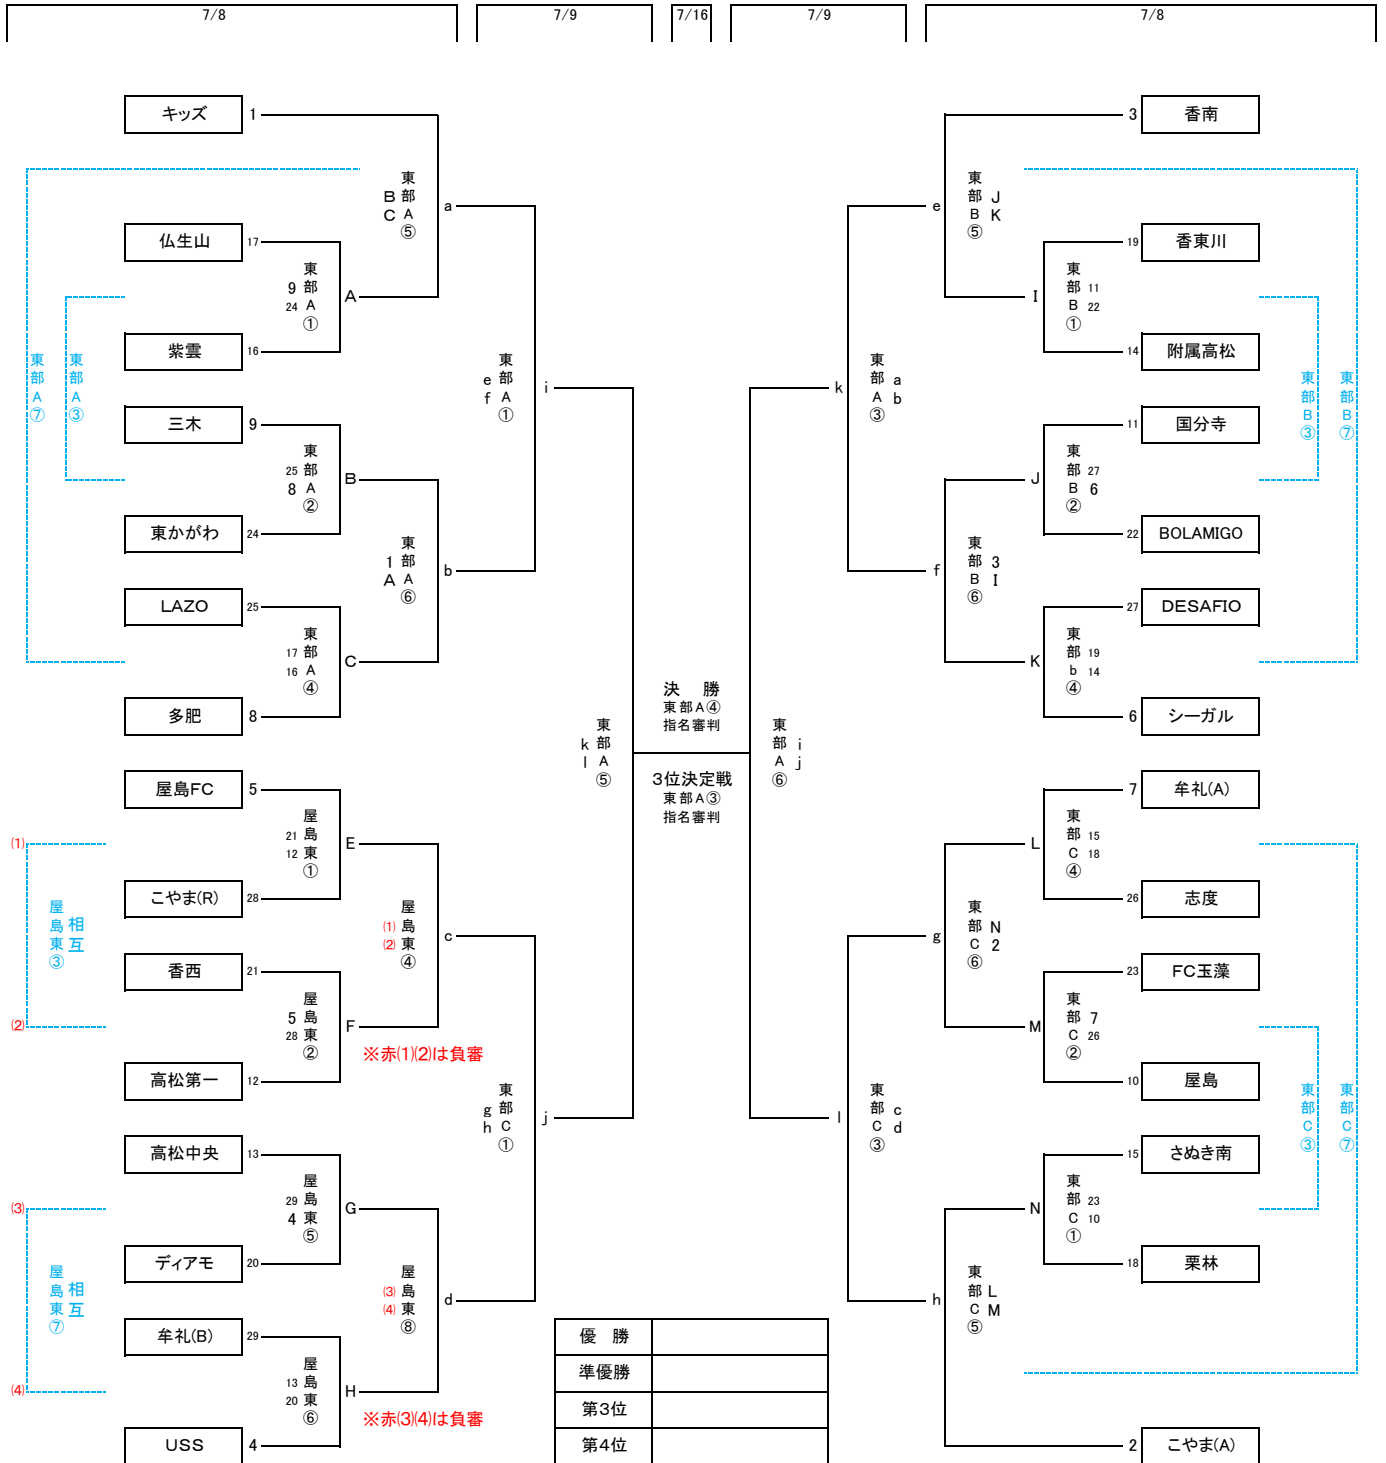 7/8
7/9
7/16
7/9
7/8
キッズ 1
東部A⑤
BC
a
仏生山 17
東部A①
9
24
A
紫雲 16
東部A⑦
東部A③
三木 9
東部A②
25
8
B
東かがわ 24
東部A⑥
1
A
b
LAZO 25
東部A④
17
16
C
多肥 8
東部A①
e
f
i
屋島FC 5
屋島東①
21
12
E
こやま(R) 28
(1)
屋島東③
相互
(2)
屋島東④
(1)
(2)
c
香西 21
屋島東②
5
28
F
※赤(1)(2)は負審
高松第一 12
高松中央 13
屋島東⑤
29
4
G
ディアモ 20
(3)
屋島東⑦
相互
(4)
屋島東⑧
(3)
(4)
d
牟礼(B) 29
屋島東⑥
13
20
H
※赤(3)(4)は負審
USS 4
東部C①
g
h
j
東部A⑤
k
l
決 勝
東部A④
指名審判
3位決定戦
東部A③
指名審判
東部A⑥
i
j
優 勝
準優勝
第3位
第4位
3 香南
e
東部B⑤
J
K
19 香東川
I
東部B①
11
22
14 附属高松
k
東部A③
a
b
東部B③
東部B⑦
11 国分寺
J
東部B②
27
6
22 BOLAMIGO
f
東部B⑥
3
I
27 DESAFIO
K
東部b④
19
14
6 シーガル
7 牟礼(A)
L
東部C④
15
18
26 志度
g
東部C⑥
N
2
23 FC玉藻
M
東部C②
7
26
10 屋島
l
東部C③
c
d
東部C③
東部C⑦
15 さぬき南
N
東部C①
23
10
18 栗林
h
東部C⑤
L
M
2 こやま(A)